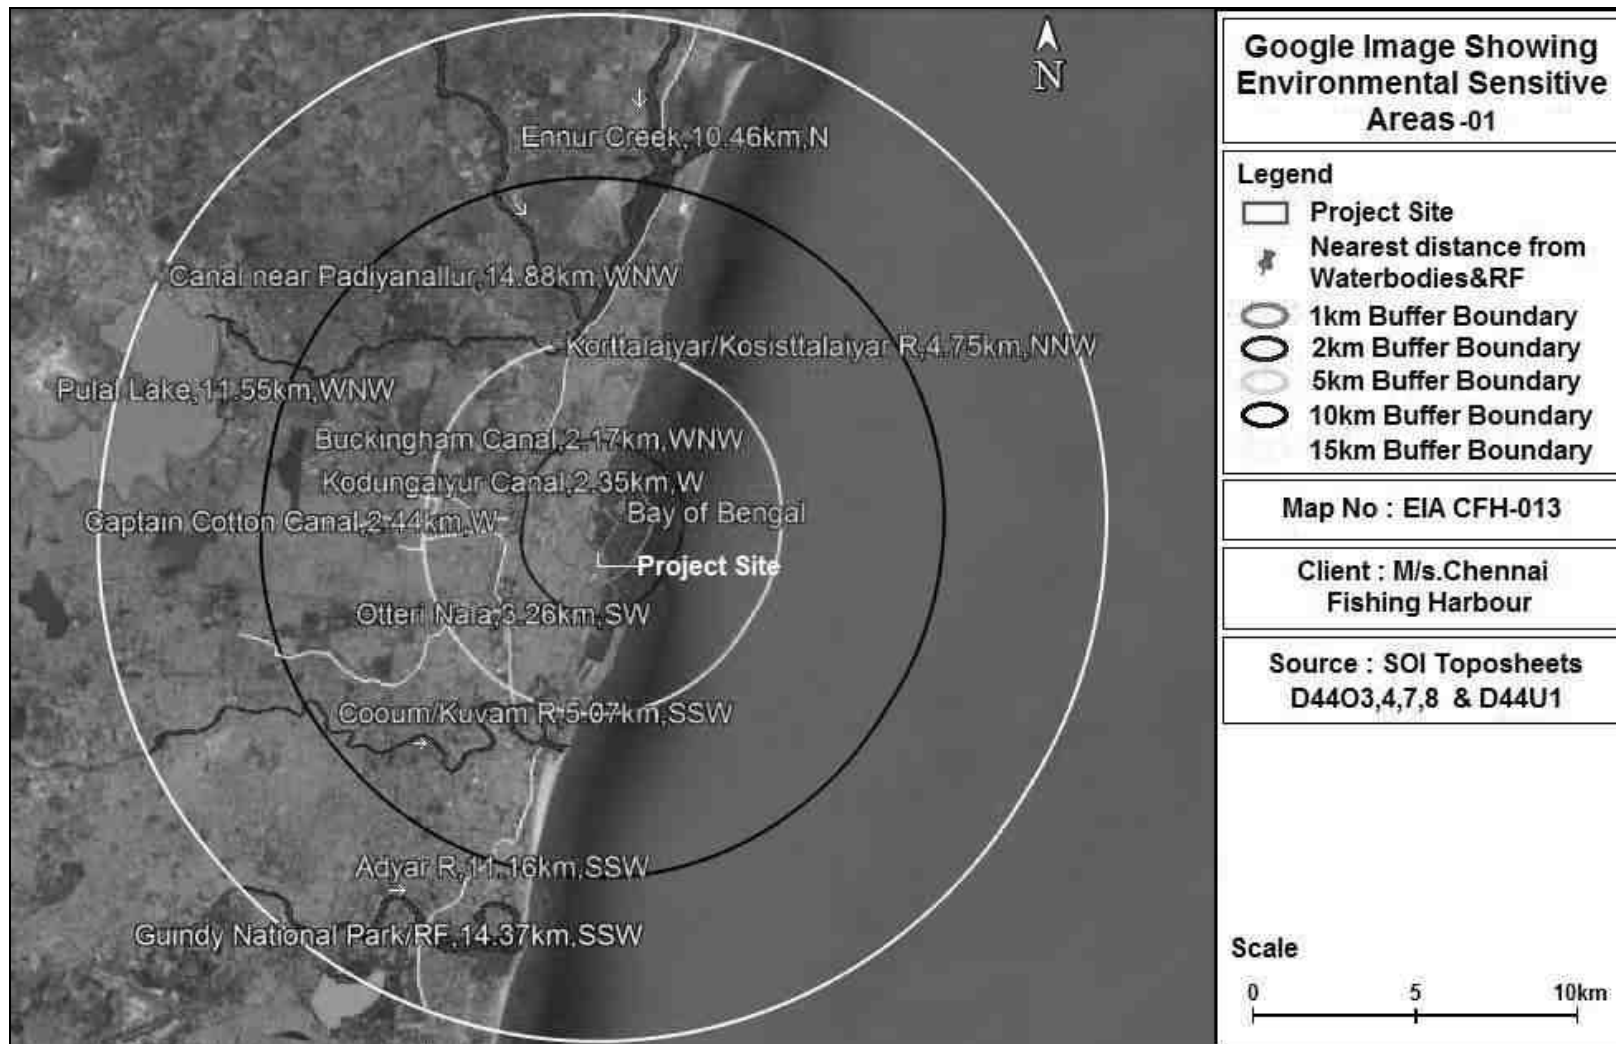 N
Ennur Creek,10.46km,N
Canal near Padiyanallur,14.88km,WNW
Korttalaiyar/Kosisttalaiyar R,4.75km,NNW
Pulal Lake,11.55km,WNW
Buckingham Canal,2.17km,WNW
Kodungaiyur Canal,2.35km,W
Captain Cotton Canal,2.44km,W
Bay of Bengal
Project Site
Otteri Nala,3.26km,SW
Cooum/Kuvam R,5.07km,SSW
Adyar R,11.16km,SSW
Guindy National Park/RF,14.37km,SSW
Google Image Showing
Environmental Sensitive
Areas -01
Legend
Project Site
Nearest distance from
Waterbodies&RF
1km Buffer Boundary
2km Buffer Boundary
5km Buffer Boundary
10km Buffer Boundary
15km Buffer Boundary
Map No : EIA CFH-013
Client : M/s.Chennai
Fishing Harbour
Source : SOI Toposheets
D44O3,4,7,8 & D44U1
Scale
0 5 10km